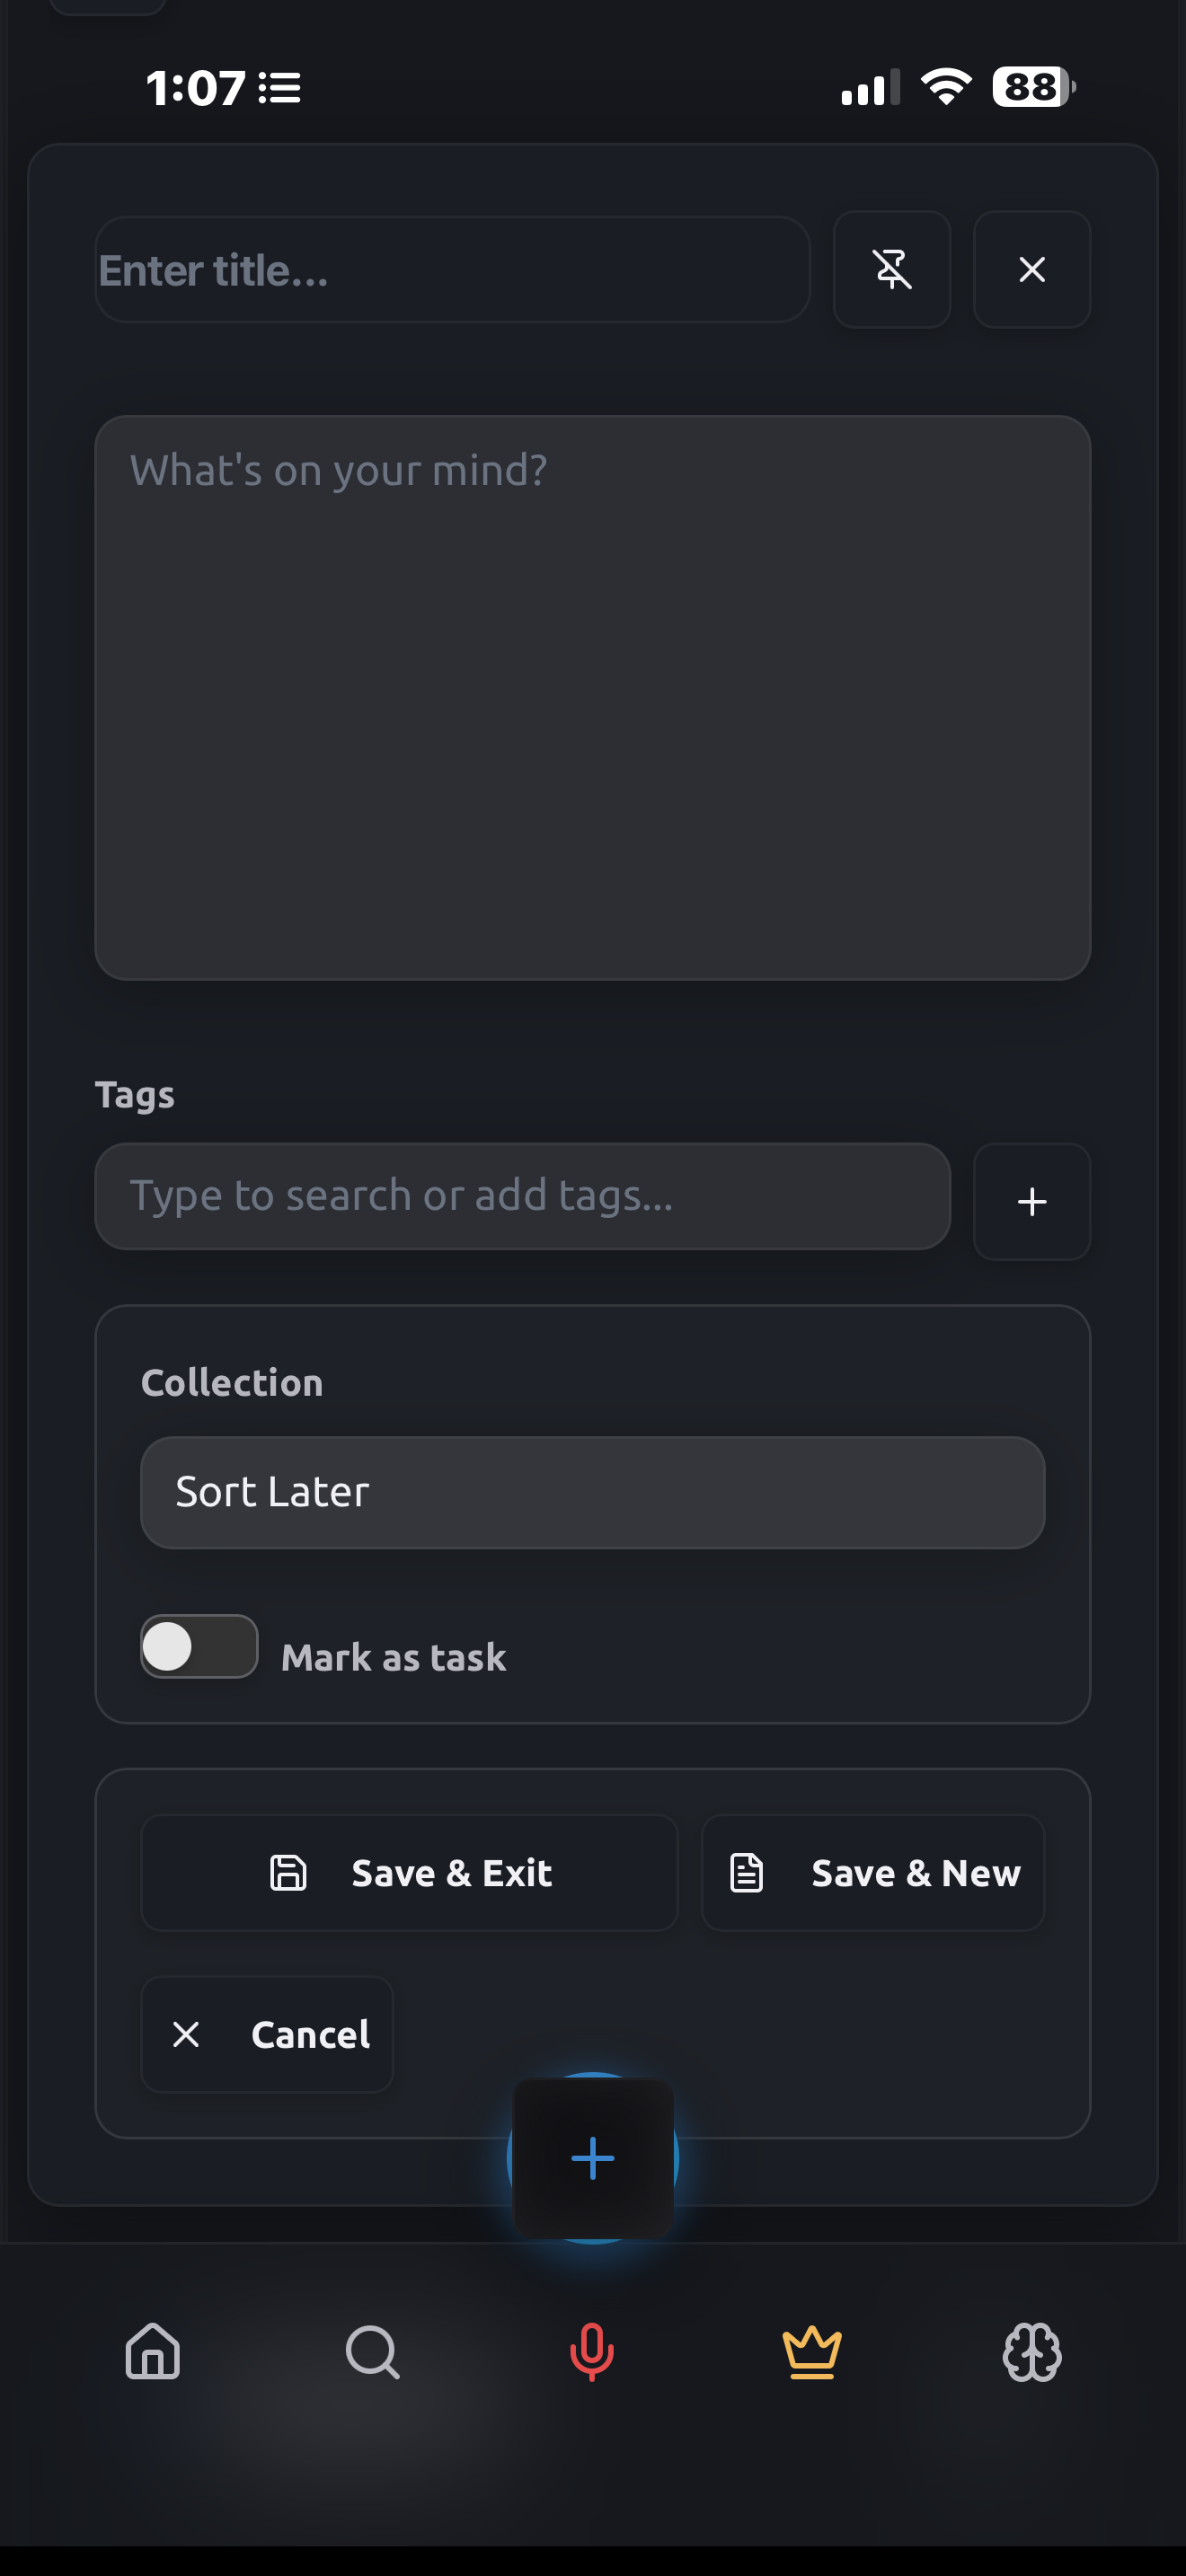 1:07
88
Enter title...
What's on your mind?
Tags
Type to search or add tags...
Collection
Sort Later
Mark as task
Save & Exit
Save & New
Cancel